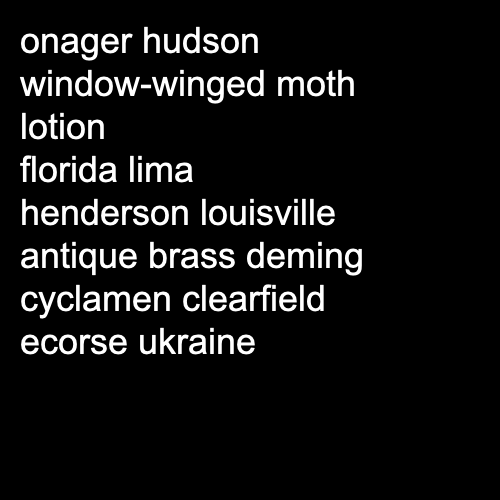 onager hudson
window-winged moth
lotion
florida lima
henderson louisville
antique brass deming
cyclamen clearfield
ecorse ukraine